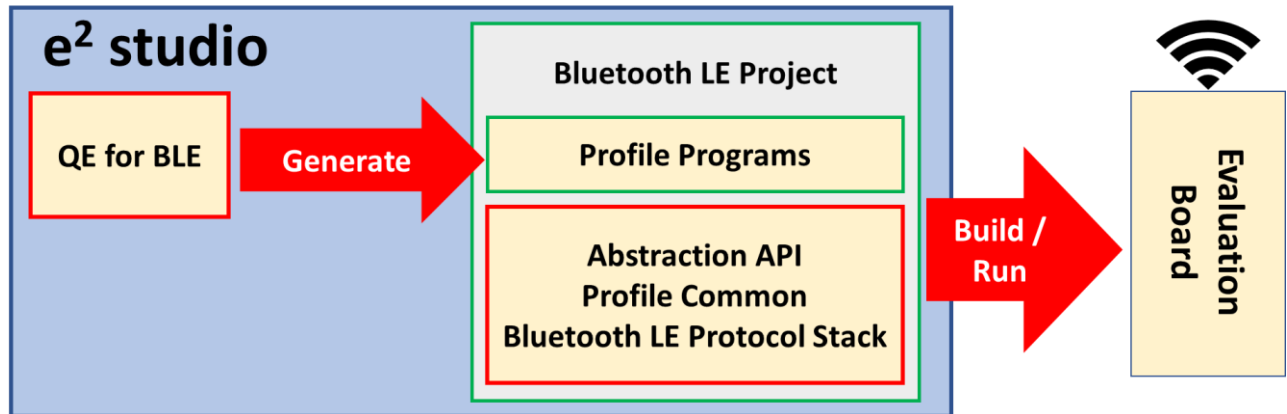 e² studio
QE for BLE
Generate
Bluetooth LE Project
Profile Programs
Abstraction API
Profile Common
Bluetooth LE Protocol Stack
Build /
Run
Evaluation
Board